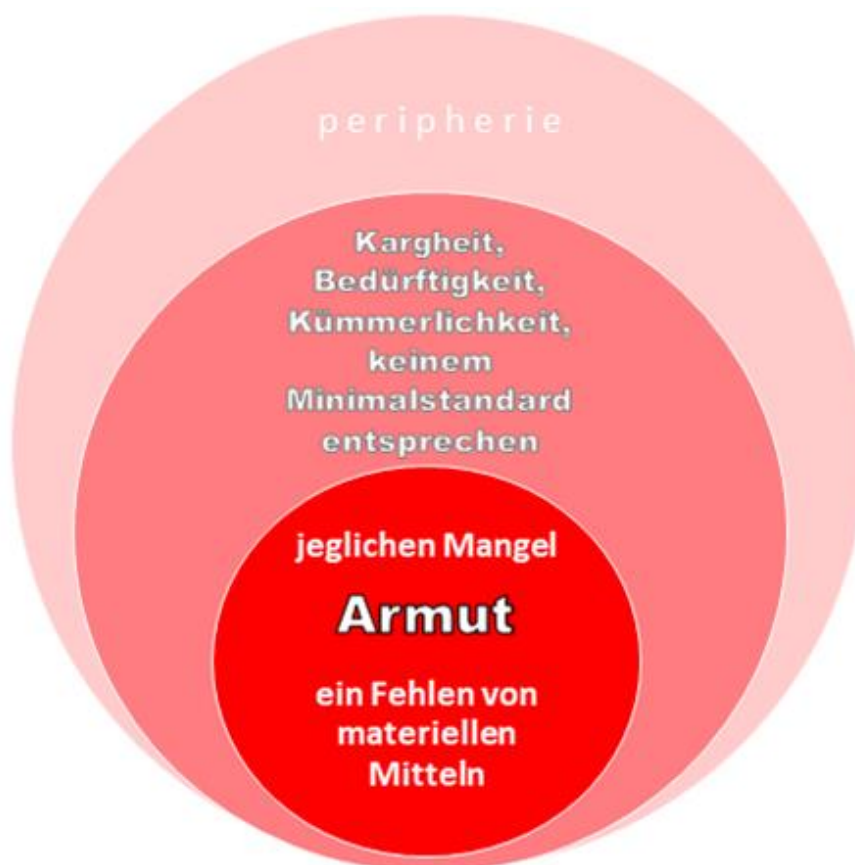 peripherie
Kargheit,
Bedürftigkeit,
Kümmerlichkeit,
keinem
Minimalstandard
entsprechen
jeglichen Mangel
Armut
ein Fehlen von
materiellen
Mitteln